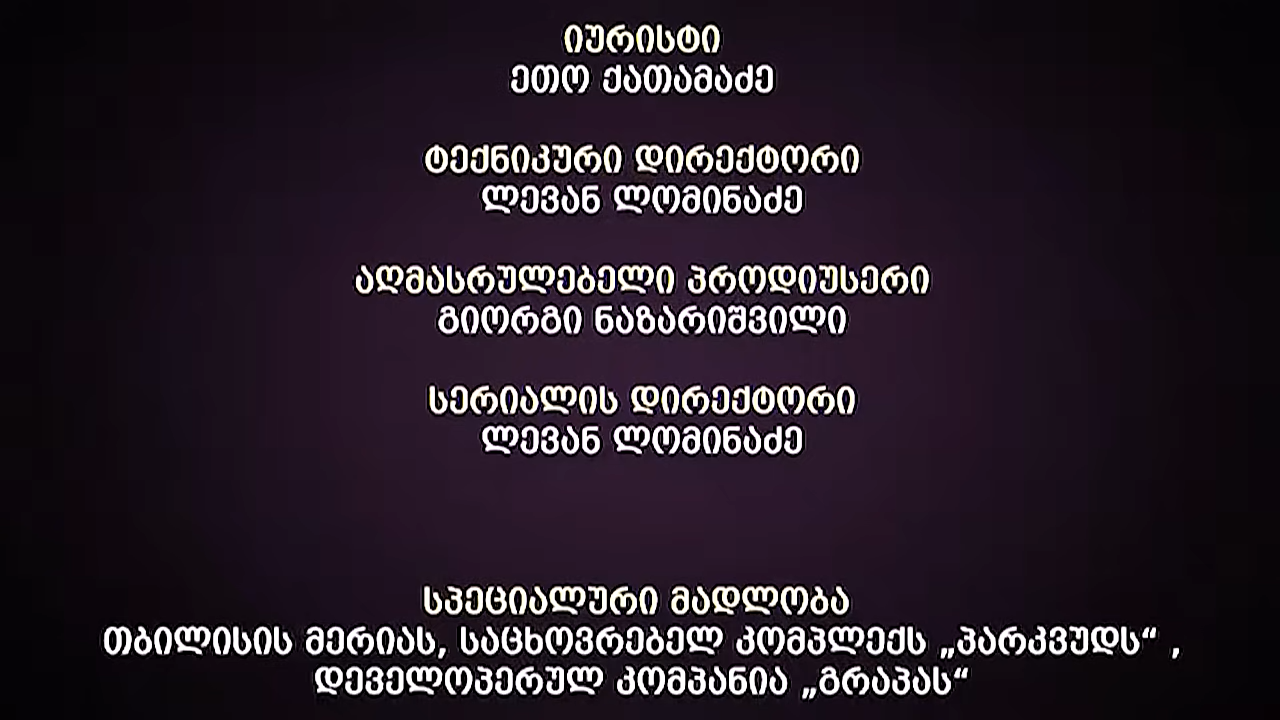 იურისტი
ეთო ქათამაძე
ტექნიკური დირექტორი
ლევან ლომინაძე
აღმასრულებელი პროდიუსერი
გიორგი ნაზარიშვილი
სერიალის დირექტორი
ლევან ლომინაძე
სპეციალური მადლობა
თბილისის მერიას, საცხოვრებელ კომპლექს „პარკვუდს“ ,
დეველოპერულ კომპანია „გრაპას“